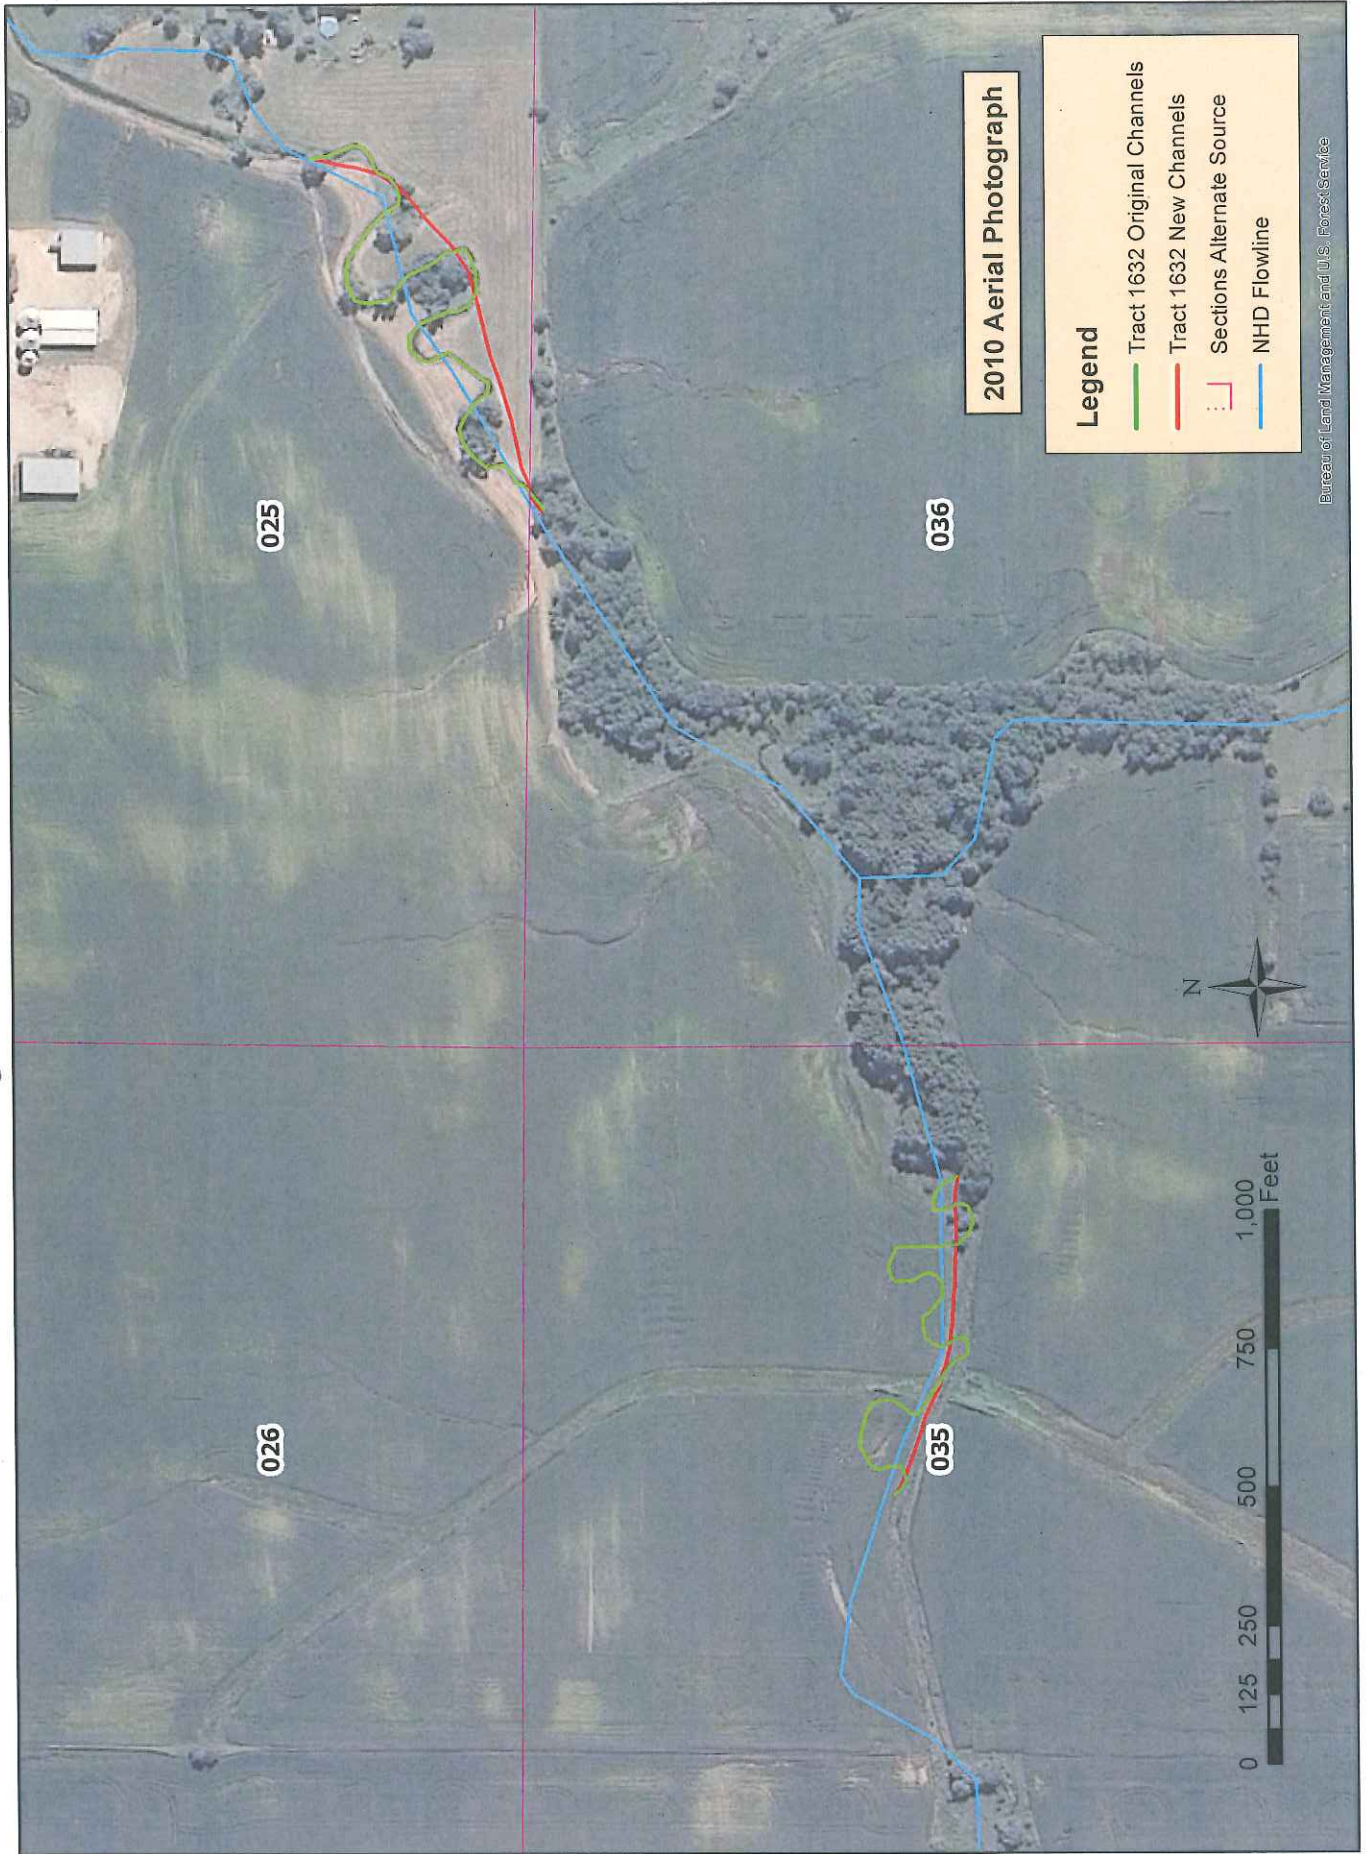 025
026
036
035
2010 Aerial Photograph
Legend
Tract 1632 Original Channels
Tract 1632 New Channels
Sections Alternate Source
NHD Flowline
N
0 125 250 500 750 1,000
Feet
Bureau of Land Management and U.S. Forest Service